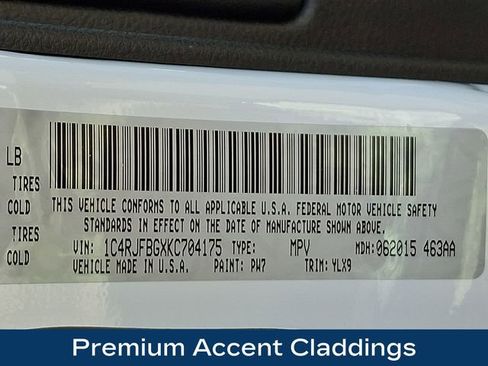 LB
TIRES
COLD
TIRES
COLD
THIS VEHICLE CONFORMS TO ALL APPLICABLE U.S.A. FEDERAL MOTOR VEHICLE SAFETY
STANDARDS IN EFFECT ON THE DATE OF MANUFACTURE SHOWN ABOVE.
VIN: 1C4RJFBGXKC704175 TYPE: MPV MDH: 062015 463AA
VEHICLE MADE IN U.S.A. PAINT: PW7 TRIM: YLX9
Premium Accent Claddings